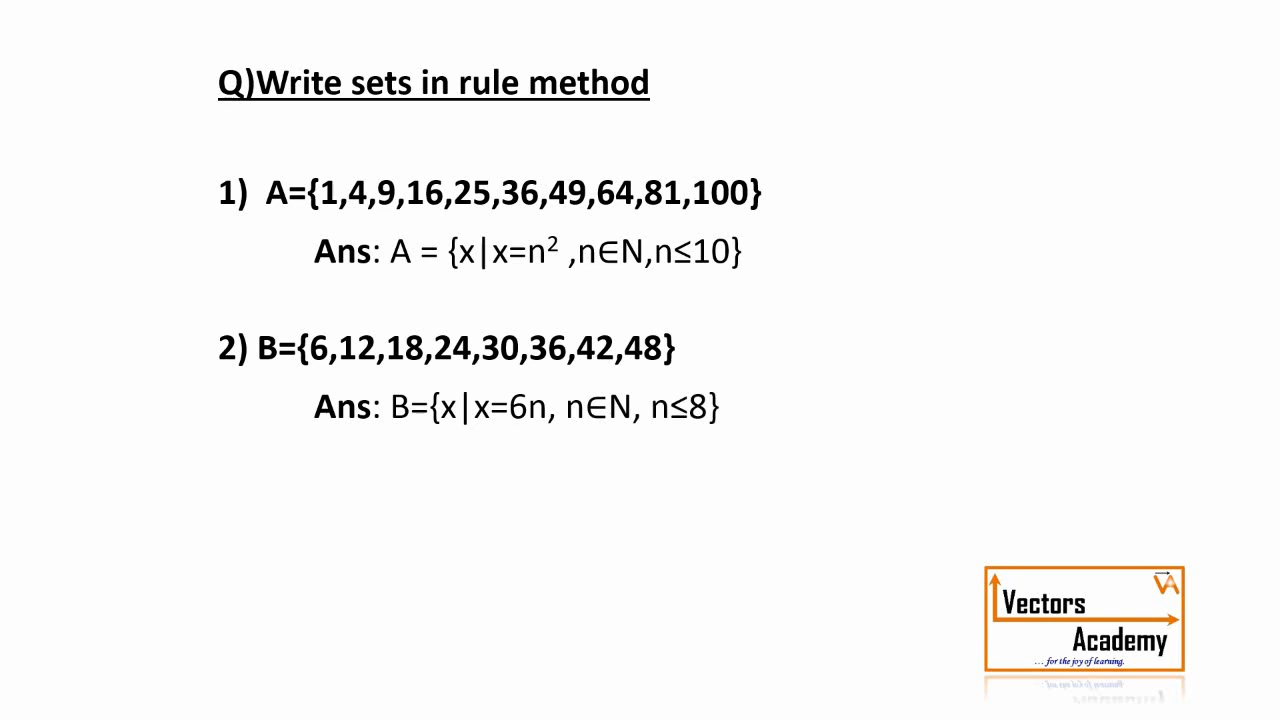 Q)Write sets in rule method
1)  A={1,4,9,16,25,36,49,64,81,100}
Ans: A = {x|x=n² ,n∈N,n≤10}
2) B={6,12,18,24,30,36,42,48}
Ans: B={x|x=6n, n∈N, n≤8}
VA
Vectors
Academy
... for the joy of learning.